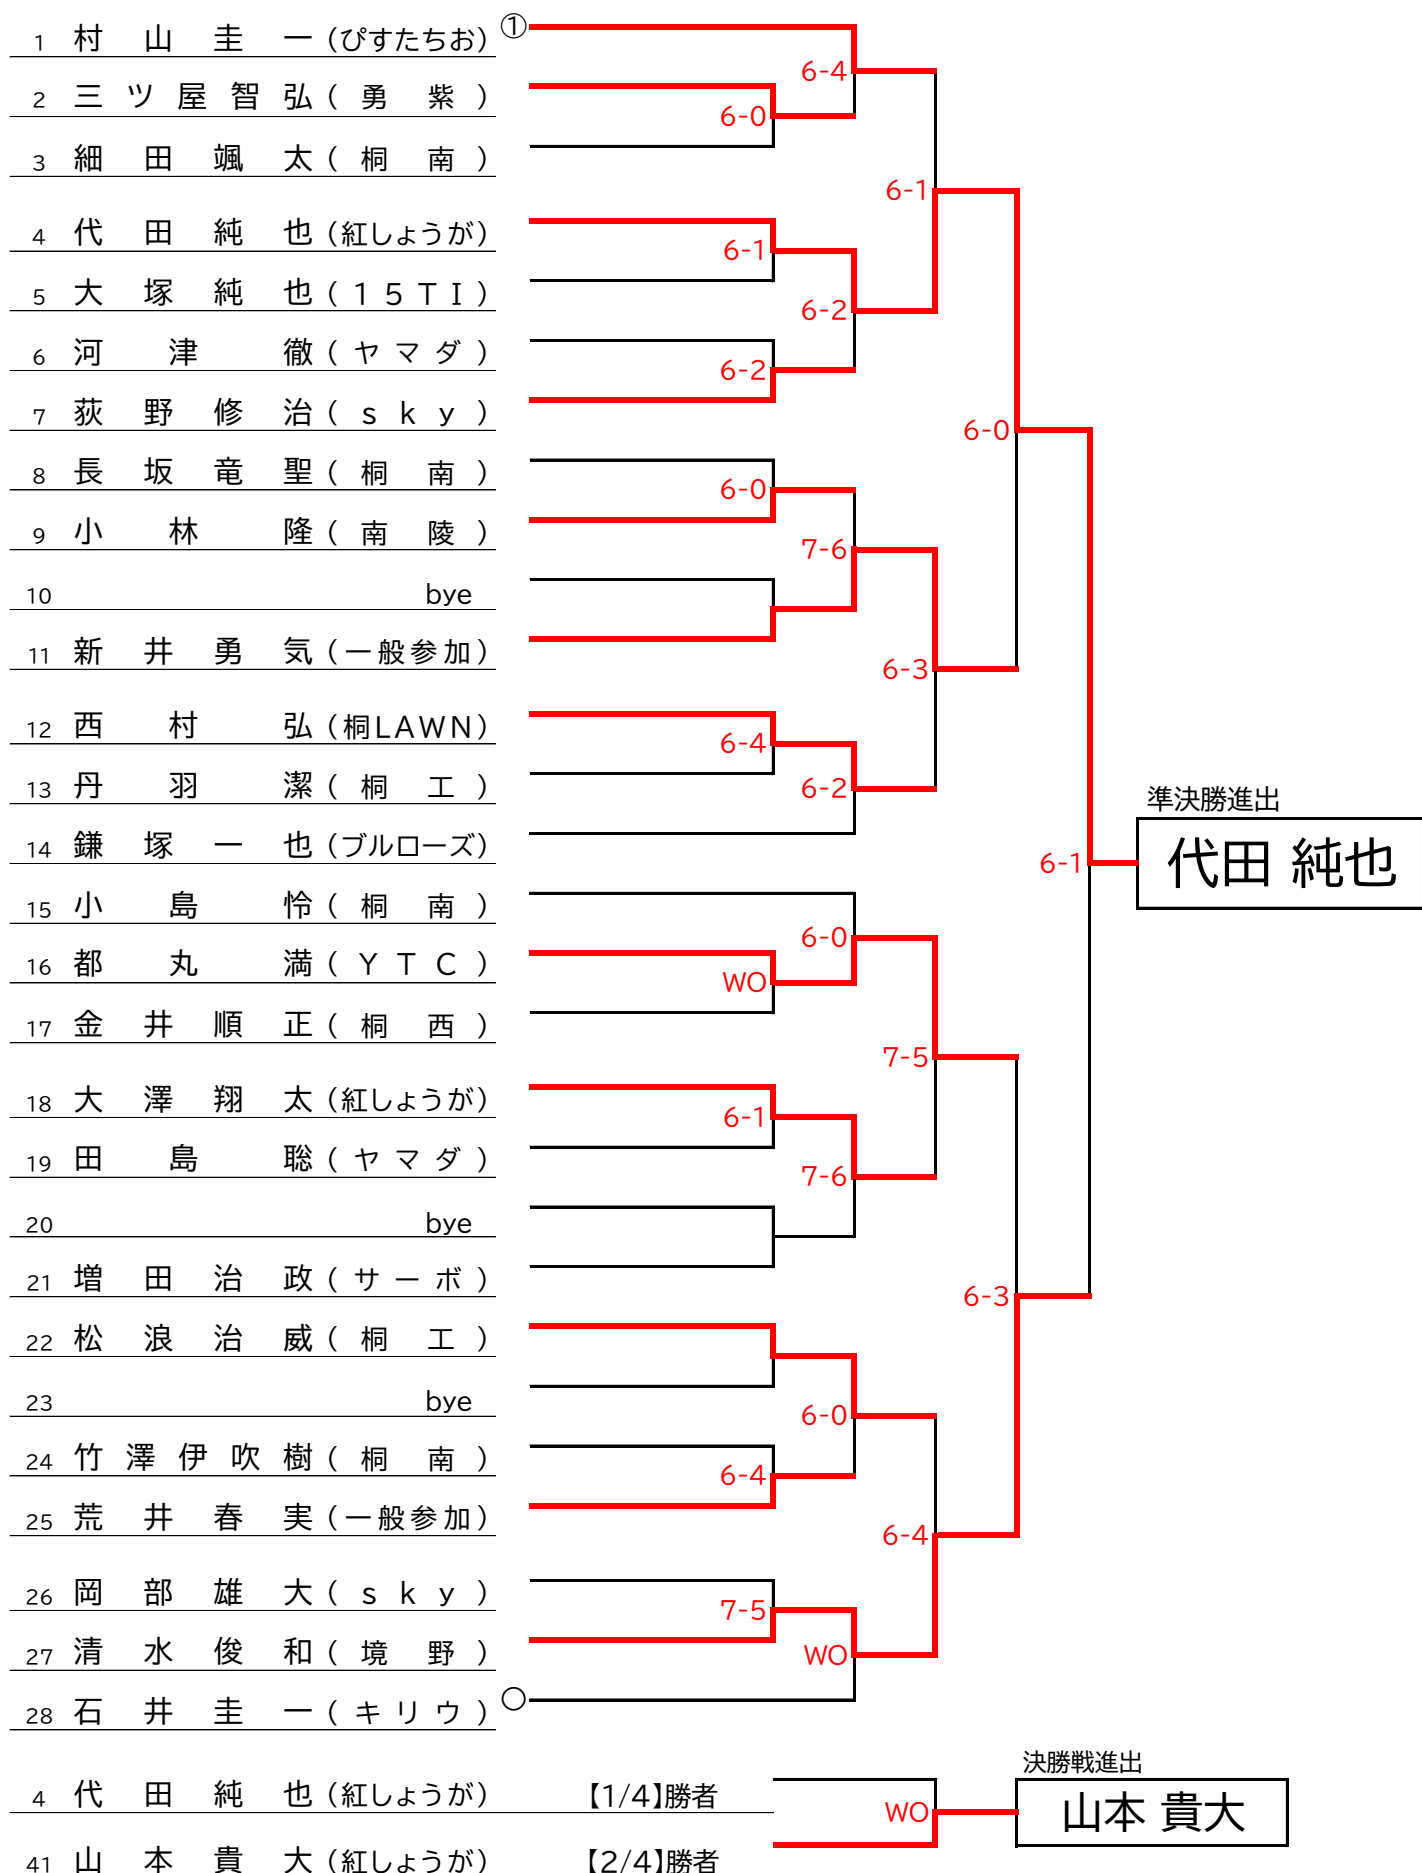 1 村山圭一(ぴすたちお) ①
6-4
2 三ツ屋智弘(勇紫)
6-0
3 細田颯太(桐南)
6-1
4 代田純也(紅しょうが)
6-1
5 大塚純也(15TI)
6-2
6 河津徹(ヤマダ)
6-2
7 荻野修治(sky)
6-0
8 長坂竜聖(桐南)
6-0
9 小林隆(南陵)
7-6
10 bye
11 新井勇気(一般参加)
6-3
12 西村弘(桐LAWN)
6-4
13 丹羽潔(桐工)
6-2
準決勝進出
14 鎌塚一也(ブルローズ)
6-1 代田 純也
15 小島怜(桐南)
6-0
16 都丸満(YTC)
WO
17 金井順正(桐西)
7-5
18 大澤翔太(紅しょうが)
6-1
19 田島聡(ヤマダ)
7-6
20 bye
21 増田治政(サーボ)
6-3
22 松浪治威(桐工)
23 bye
6-0
24 竹澤伊吹樹(桐南)
6-4
25 荒井春実(一般参加)
6-4
26 岡部雄大(sky)
7-5
27 清水俊和(境野)
WO
28 石井圭一(キリウ) ○
決勝戦進出
4 代田純也(紅しょうが) 【1/4】勝者
WO 山本 貴大
41 山本貴大(紅しょうが) 【2/4】勝者